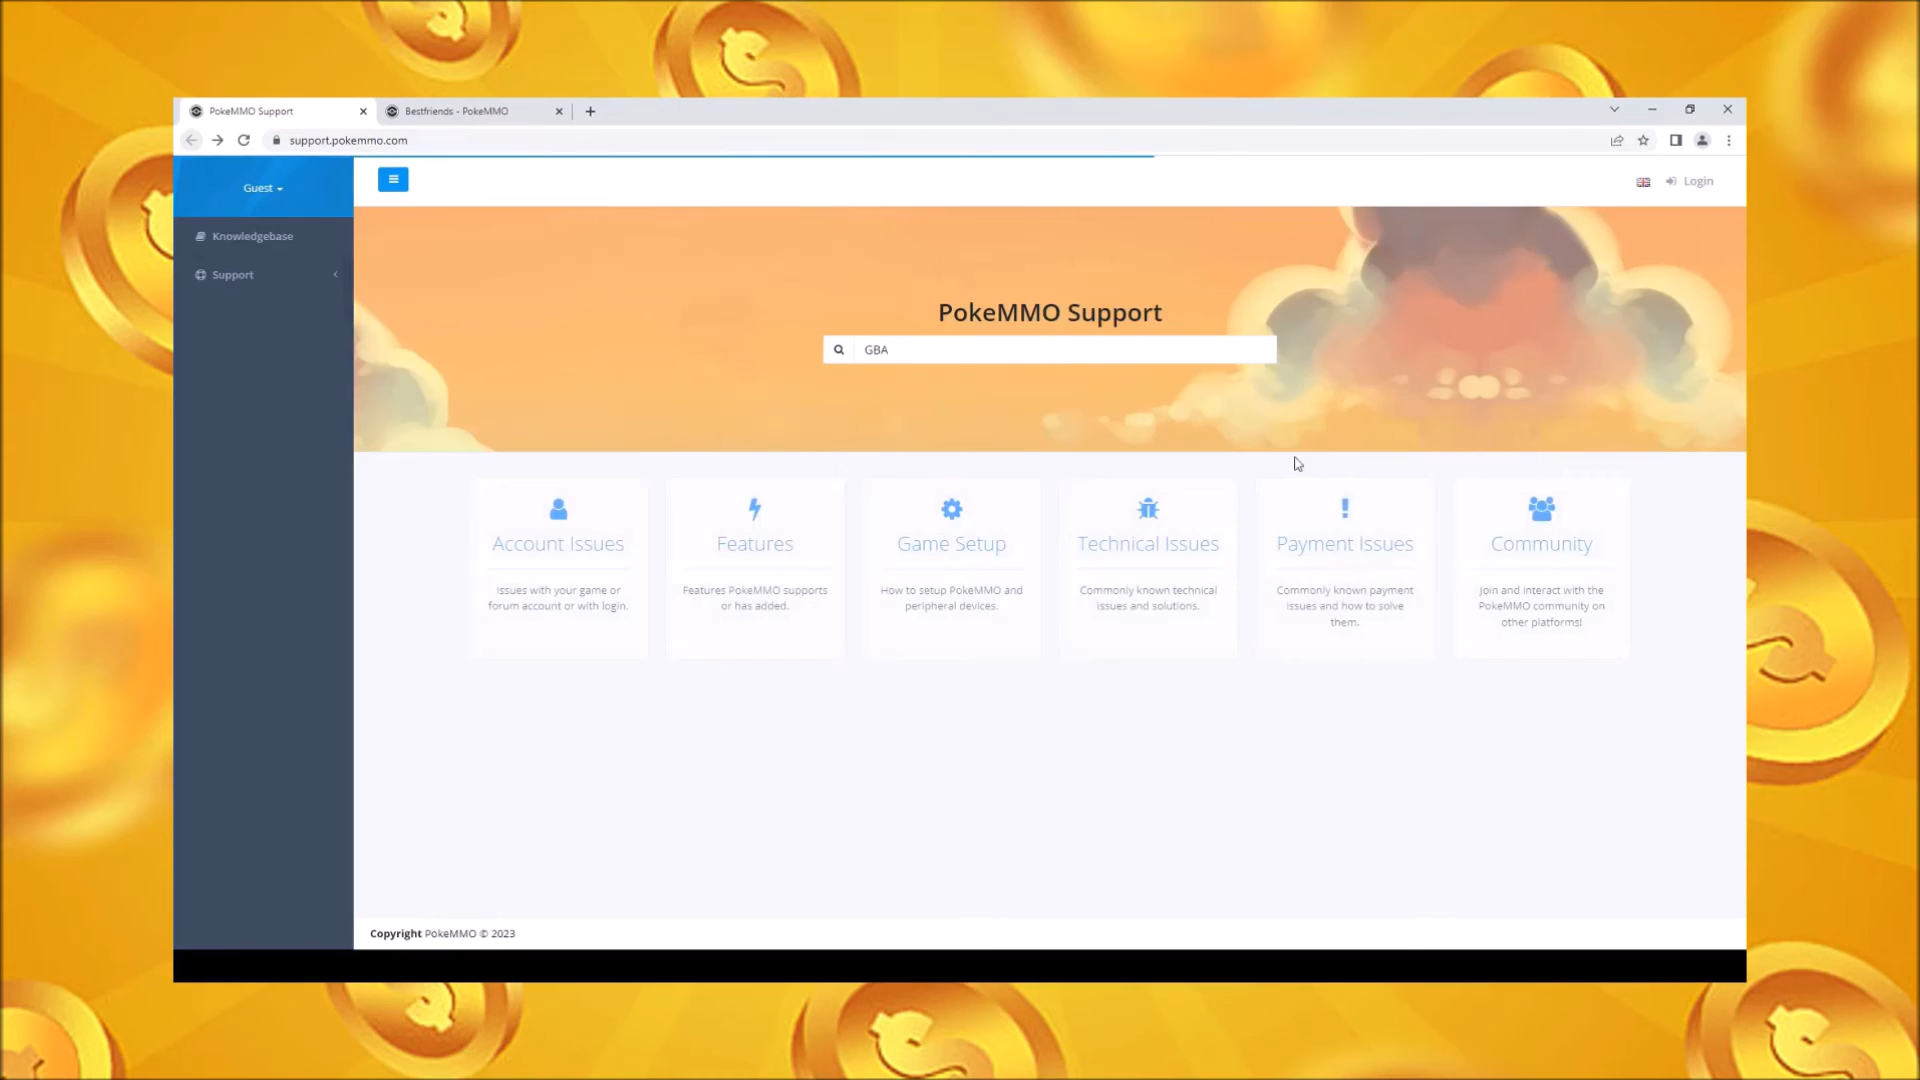 PokeMMO Support
Bestfriends - PokeMMO
support.pokemmo.com
Guest
Login
Knowledgebase
Support
PokeMMO Support
GBA
Account Issues
Issues with your game or
forum account or with login.
Features
Features PokeMMO supports
or has added.
Game Setup
How to setup PokeMMO and
peripheral devices.
Technical Issues
Commonly known technical
issues and solutions.
Payment Issues
Commonly known payment
issues and how to solve
them.
Community
Join and interact with the
PokeMMO community on
other platforms!
Copyright PokeMMO © 2023